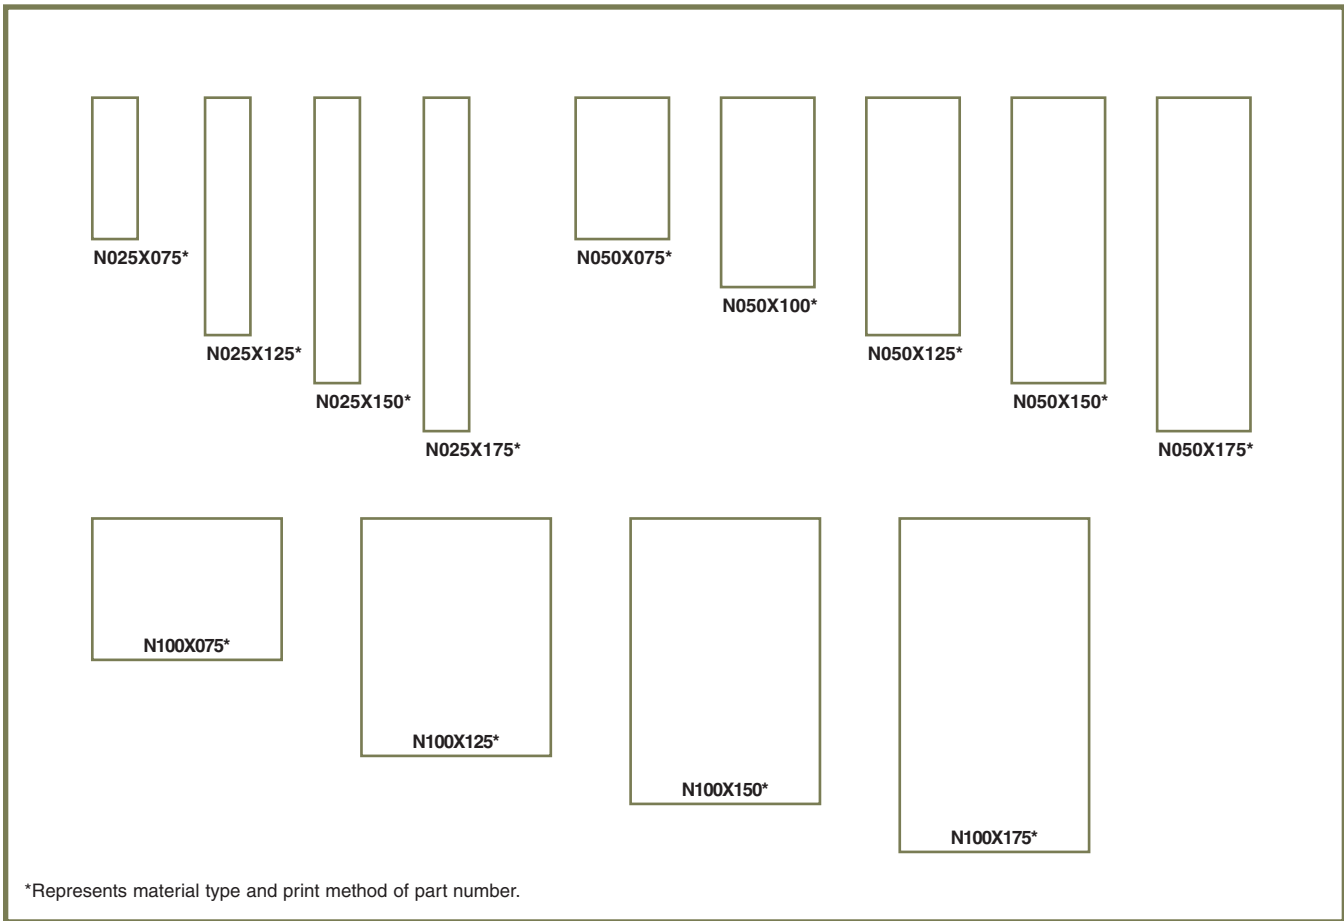 N025X075*
N025X125*
N025X150*
N025X175*
N050X075*
N050X100*
N050X125*
N050X150*
N050X175*
N100X075*
N100X125*
N100X150*
N100X175*
*Represents material type and print method of part number.